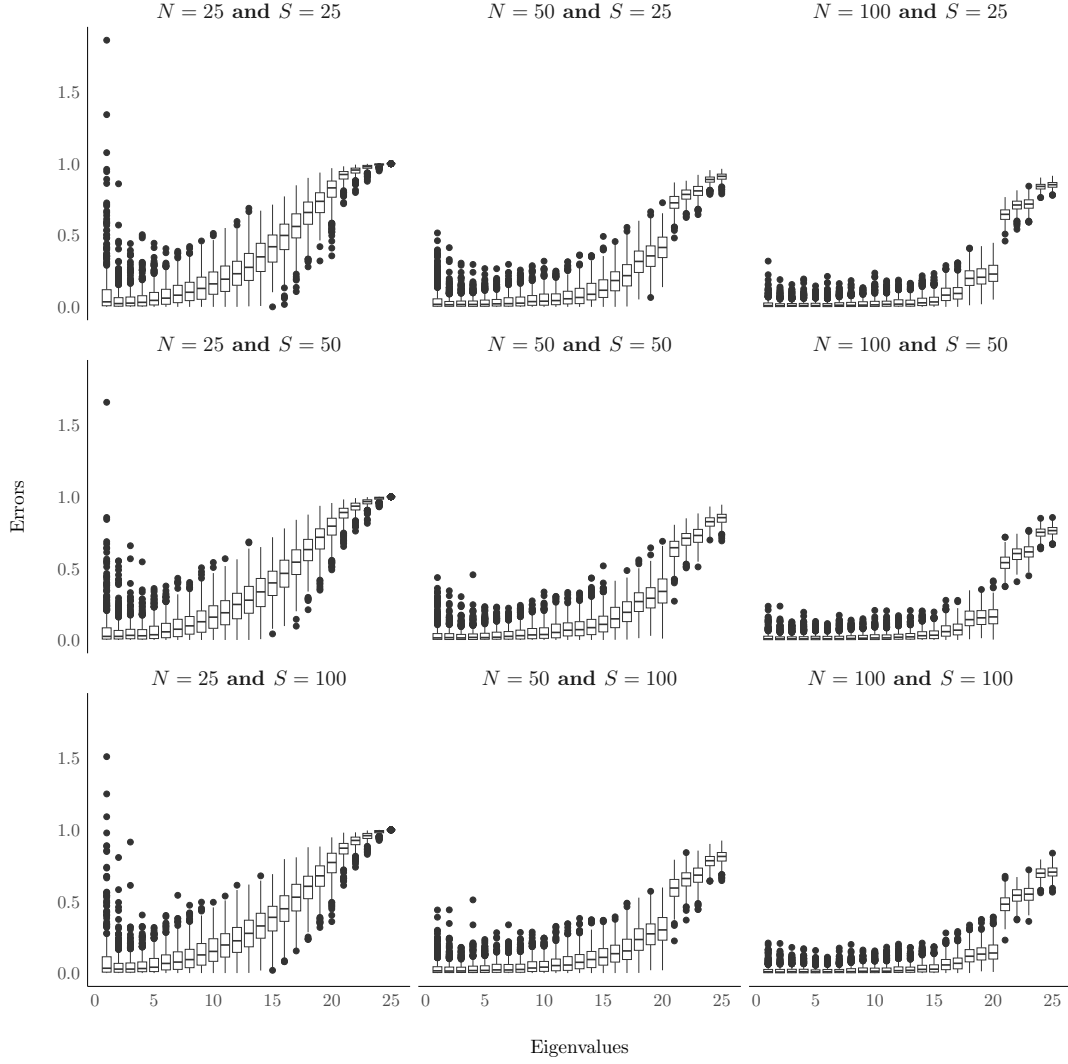 N = 25 and S = 25
N = 50 and S = 25
N = 100 and S = 25
1.5
1.0
0.5
0.0
N = 25 and S = 50
N = 50 and S = 50
N = 100 and S = 50
1.5
1.0
0.5
0.0
Errors
N = 25 and S = 100
N = 50 and S = 100
N = 100 and S = 100
1.5
1.0
0.5
0.0
0 5 10 15 20 25
0 5 10 15 20 25
0 5 10 15 20 25
Eigenvalues